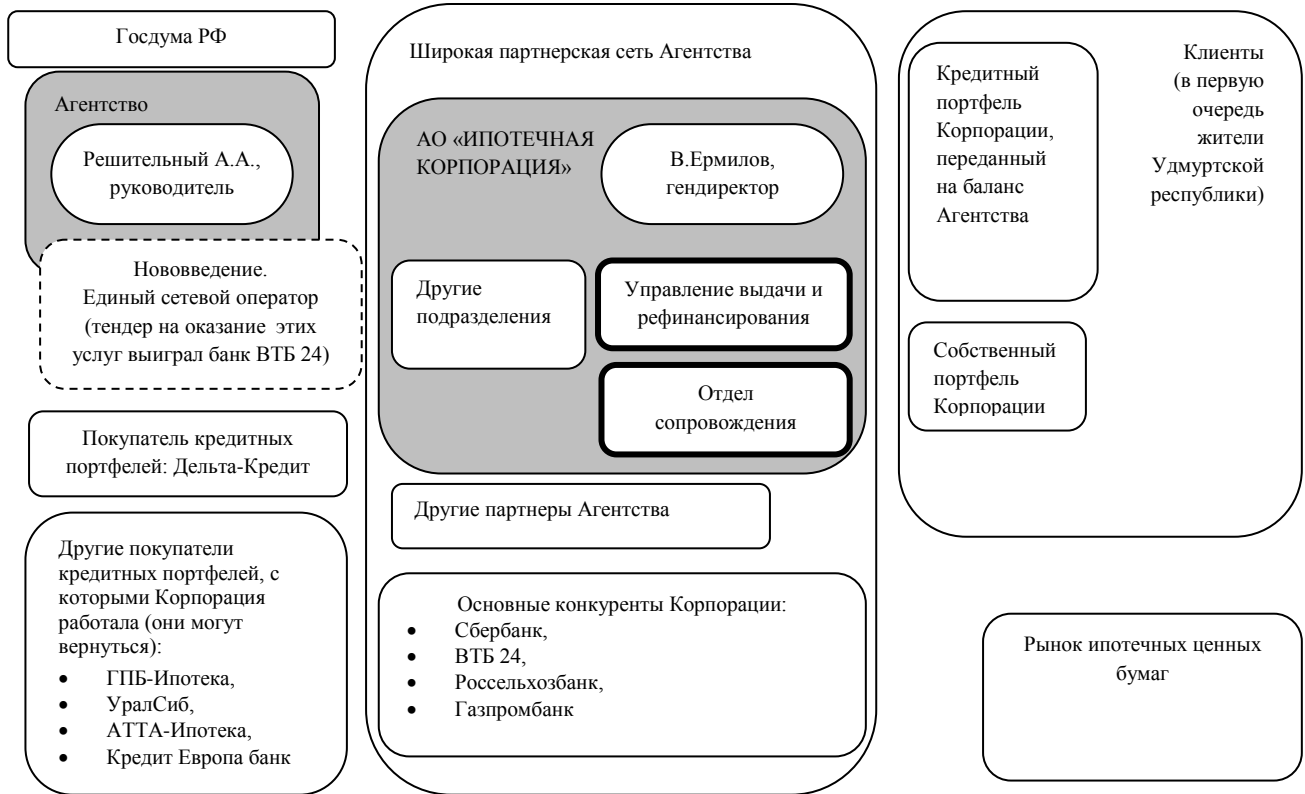 Госдума РФ
Агентство
Решительный А.А.,
руководитель
Нововведение.
Единый сетевой оператор
(тендер на оказание этих
услуг выиграл банк ВТБ 24)
Покупатель кредитных
портфелей: Дельта-Кредит
Другие покупатели
кредитных портфелей, с
которыми Корпорация
работала (они могут
вернуться):
• ГПБ-Ипотека,
• УралСиб,
• АТТА-Ипотека,
• Кредит Европа банк
Широкая партнерская сеть Агентства
АО «ИПОТЕЧНАЯ
КОРПОРАЦИЯ»
В.Ермилов,
гендиректор
Другие
подразделения
Управление выдачи и
рефинансирования
Отдел
сопровождения
Другие партнеры Агентства
Основные конкуренты Корпорации:
• Сбербанк,
• ВТБ 24,
• Россельхозбанк,
• Газпромбанк
Кредитный
портфель
Корпорации,
переданный
на баланс
Агентства
Клиенты
(в первую
очередь
жители
Удмуртской
республики)
Собственный
портфель
Корпорации
Рынок ипотечных ценных
бумаг